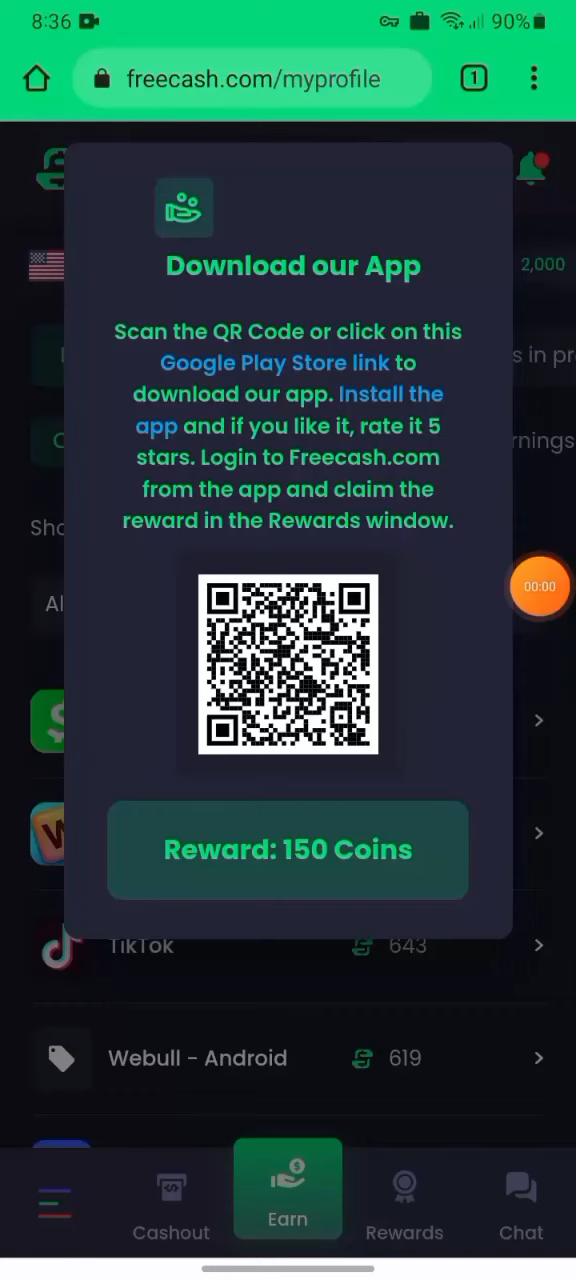 8:36
90%
freecash.com/myprofile
1
Download our App
2,000
Scan the QR Code or click on this
Google Play Store link to
download our app. Install the
app and if you like it, rate it 5
stars. Login to Freecash.com
from the app and claim the
reward in the Rewards window.
s in pr
rnings
Sho
Al
00:00
Reward: 150 Coins
TikTok 643
Webull - Android 619
Cashout
Earn
Rewards
Chat